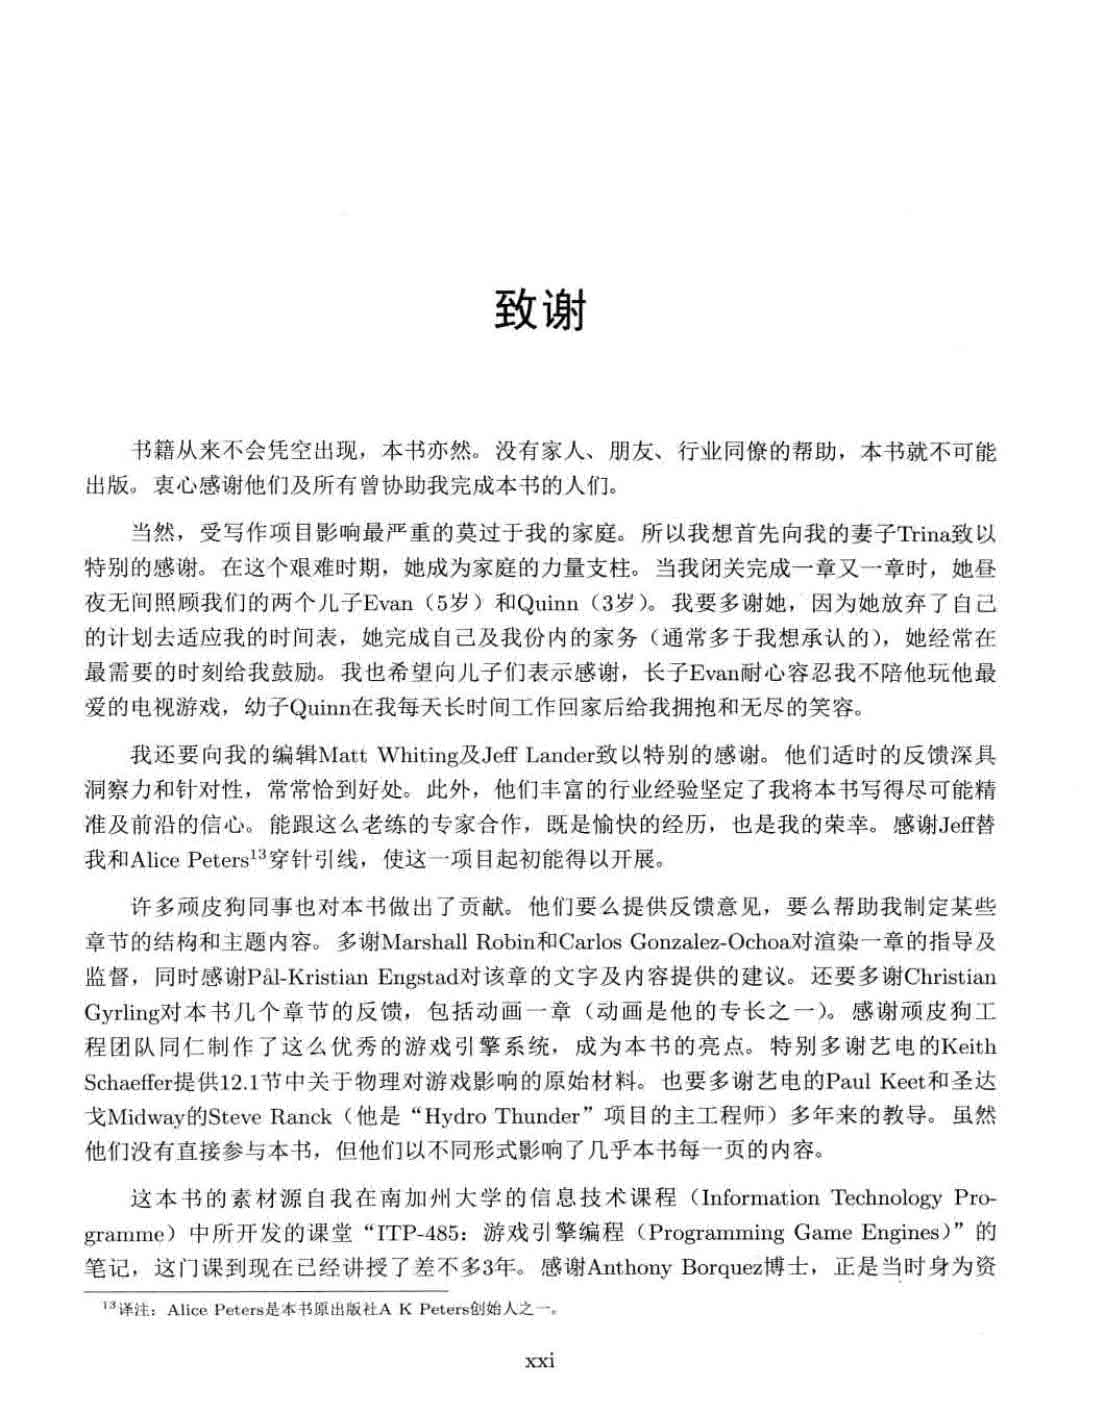 致谢
书籍从来不会凭空出现，本书亦然。没有家人、朋友、行业同僚的帮助，本书就不可能
出版。衷心感谢他们及所有曾协助我完成本书的人们。
当然，受写作项目影响最严重的莫过于我的家庭。所以我想首先向我的妻子Trina致以
特别的感谢。在这个艰难时期，她成为家庭的力量支柱。当我闭关完成一章又一章时，她昼
夜无间照顾我们的两个儿子Evan（5岁）和Quinn（3岁）。我要多谢她，因为她放弃了自己
的计划去适应我的时间表，她完成自己及我份内的家务（通常多于我想承认的），她经常在
最需要的时刻给我鼓励。我也希望向儿子们表示感谢，长子Evan耐心容忍我不陪他玩他最
爱的电视游戏，幼子Quinn在我每天长时间工作回家后给我拥抱和无尽的笑容。
我还要向我的编辑Matt Whiting及Jeff Lander致以特别的感谢。他们适时的反馈深具
洞察力和针对性，常常恰到好处。此外，他们丰富的行业经验坚定了我将本书写得尽可能精
准及前沿的信心。能跟这么老练的专家合作，既是愉快的经历，也是我的荣幸。感谢Jeff替
我和Alice Peters¹³穿针引线，使这一项目起初能得以开展。
许多顽皮狗同事也对本书做出了贡献。他们要么提供反馈意见，要么帮助我制定某些
章节的结构和主题内容。多谢Marshall Robin和Carlos Gonzalez-Ochoa对渲染一章的指导及
监督，同时感谢Pål-Kristian Engstad对该章的文字及内容提供的建议。还要多谢Christian
Gyrling对本书几个章节的反馈，包括动画一章（动画是他的专长之一）。感谢顽皮狗工
程团队同仁制作了这么优秀的游戏引擎系统，成为本书的亮点。特别多谢艺电的Keith
Schaeffer提供12.1节中关于物理对游戏影响的原始材料。也要多谢艺电的Paul Keet和圣达
戈Midway的Steve Ranck（他是“Hydro Thunder”项目的主工程师）多年来的教导。虽然
他们没有直接参与本书，但他们以不同形式影响了几乎本书每一页的内容。
这本书的素材源自我在南加州大学的信息技术课程（Information Technology Pro-
gramme）中所开发的课堂“ITP-485：游戏引擎编程（Programming Game Engines）”的
笔记，这门课到现在已经讲授了差不多3年。感谢Anthony Borquez博士，正是当时身为资
¹³译注：Alice Peters是本书原出版社A K Peters创始人之一。
xxi